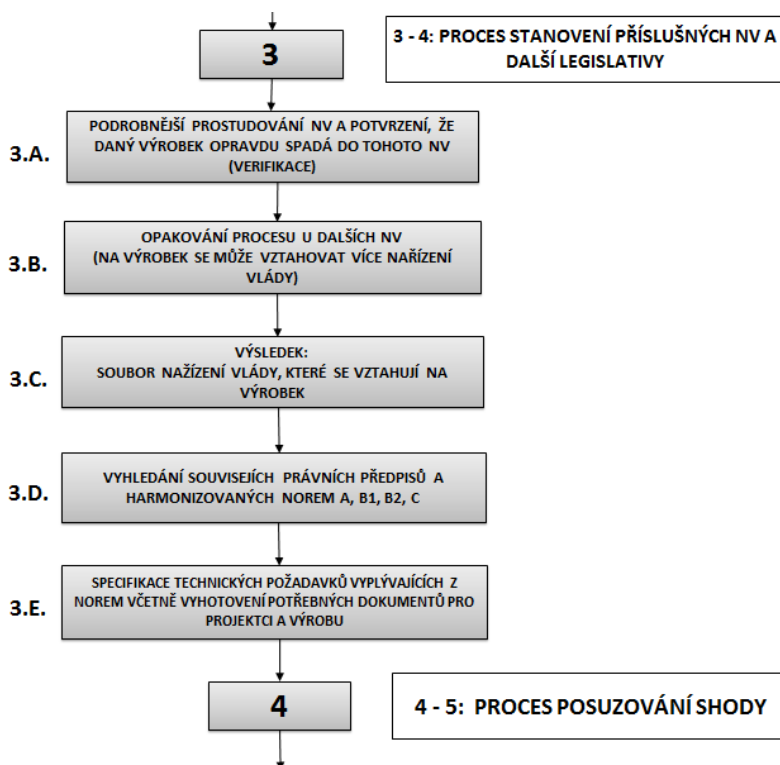 3
3 - 4: PROCES STANOVENÍ PŘÍSLUŠNÝCH NV A
DALŠÍ LEGISLATIVY
3.A.
PODROBNĚJŠÍ PROSTUDOVÁNÍ NV A POTVRZENÍ, ŽE
DANÝ VÝROBEK OPRAVDU SPADÁ DO TOHOTO NV
(VERIFIKACE)
3.B.
OPAKOVÁNÍ PROCESU U DALŠÍCH NV
(NA VÝROBEK SE MŮŽE VZTAHOVAT VÍCE NAŘÍZENÍ
VLÁDY)
3.C.
VÝSLEDEK:
SOUBOR NAŽÍZENÍ VLÁDY, KTERÉ SE VZTAHUJÍ NA
VÝROBEK
3.D.
VYHLEDÁNÍ SOUVISEJÍCH PRÁVNÍCH PŘEDPISŮ A
HARMONIZOVANÝCH NOREM A, B1, B2, C
3.E.
SPECIFIKACE TECHNICKÝCH POŽADAVKŮ VYPLÝVAJÍCÍCH Z
NOREM VČETNĚ VYHOTOVENÍ POTŘEBNÝCH DOKUMENTŮ PRO
PROJEKTCI A VÝROBU
4
4 - 5: PROCES POSUZOVÁNÍ SHODY